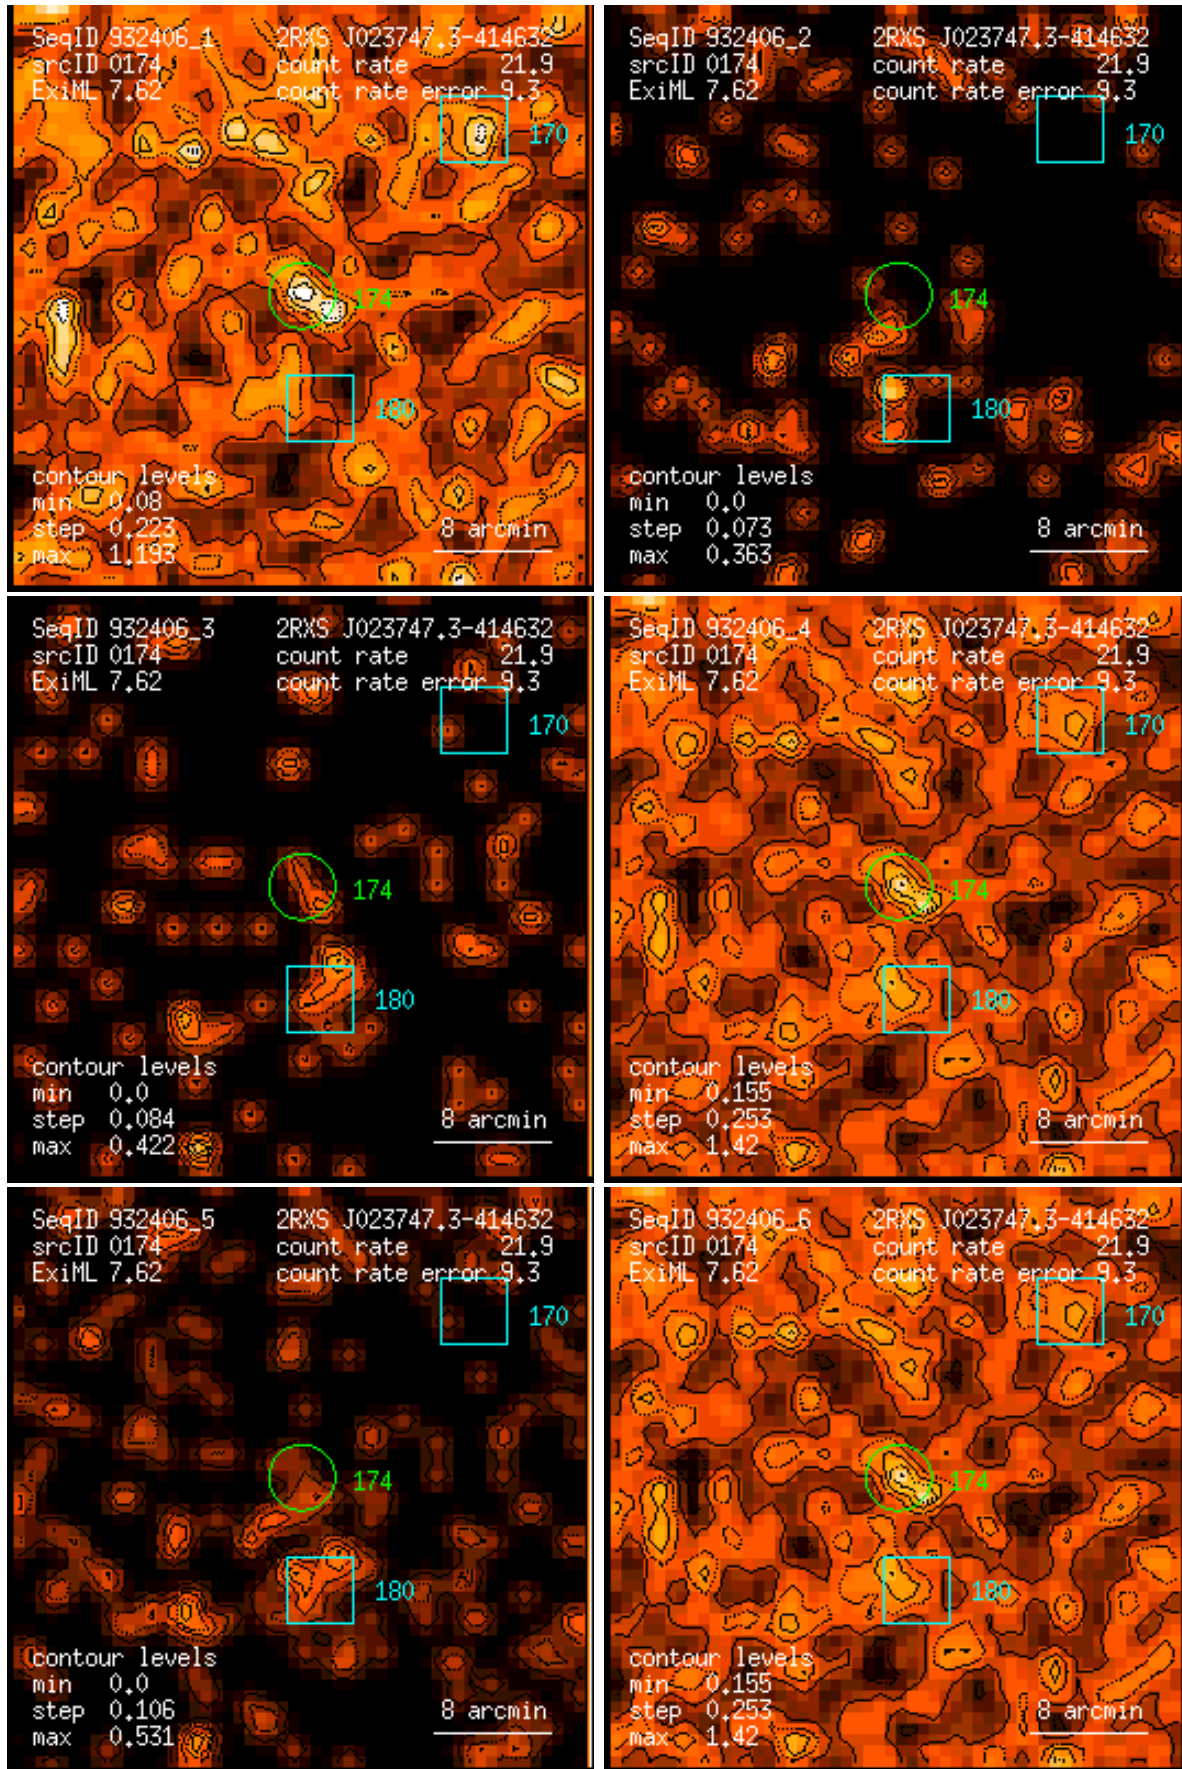 SeqID 932406_1 2RXS J023747.3-414632
srcID 0174 count rate 21.9
ExiML 7.62 count rate error 9.3
170
174
180
contour levels
min 0.08
step 0.223 8 arcmin
max 1.193
SeqID 932406_2 2RXS J023747.3-414632
srcID 0174 count rate 21.9
ExiML 7.62 count rate error 9.3
170
174
180
contour levels
min 0.0
step 0.073 8 arcmin
max 0.363
SeqID 932406_3 2RXS J023747.3-414632
srcID 0174 count rate 21.9
ExiML 7.62 count rate error 9.3
170
174
180
contour levels
min 0.0
step 0.084 8 arcmin
max 0.422
SeqID 932406_4 2RXS J023747.3-414632
srcID 0174 count rate 21.9
ExiML 7.62 count rate error 9.3
170
174
180
contour levels
min 0.155
step 0.253 8 arcmin
max 1.42
SeqID 932406_5 2RXS J023747.3-414632
srcID 0174 count rate 21.9
ExiML 7.62 count rate error 9.3
170
174
180
contour levels
min 0.0
step 0.106 8 arcmin
max 0.531
SeqID 932406_6 2RXS J023747.3-414632
srcID 0174 count rate 21.9
ExiML 7.62 count rate error 9.3
170
174
180
contour levels
min 0.155
step 0.253 8 arcmin
max 1.42